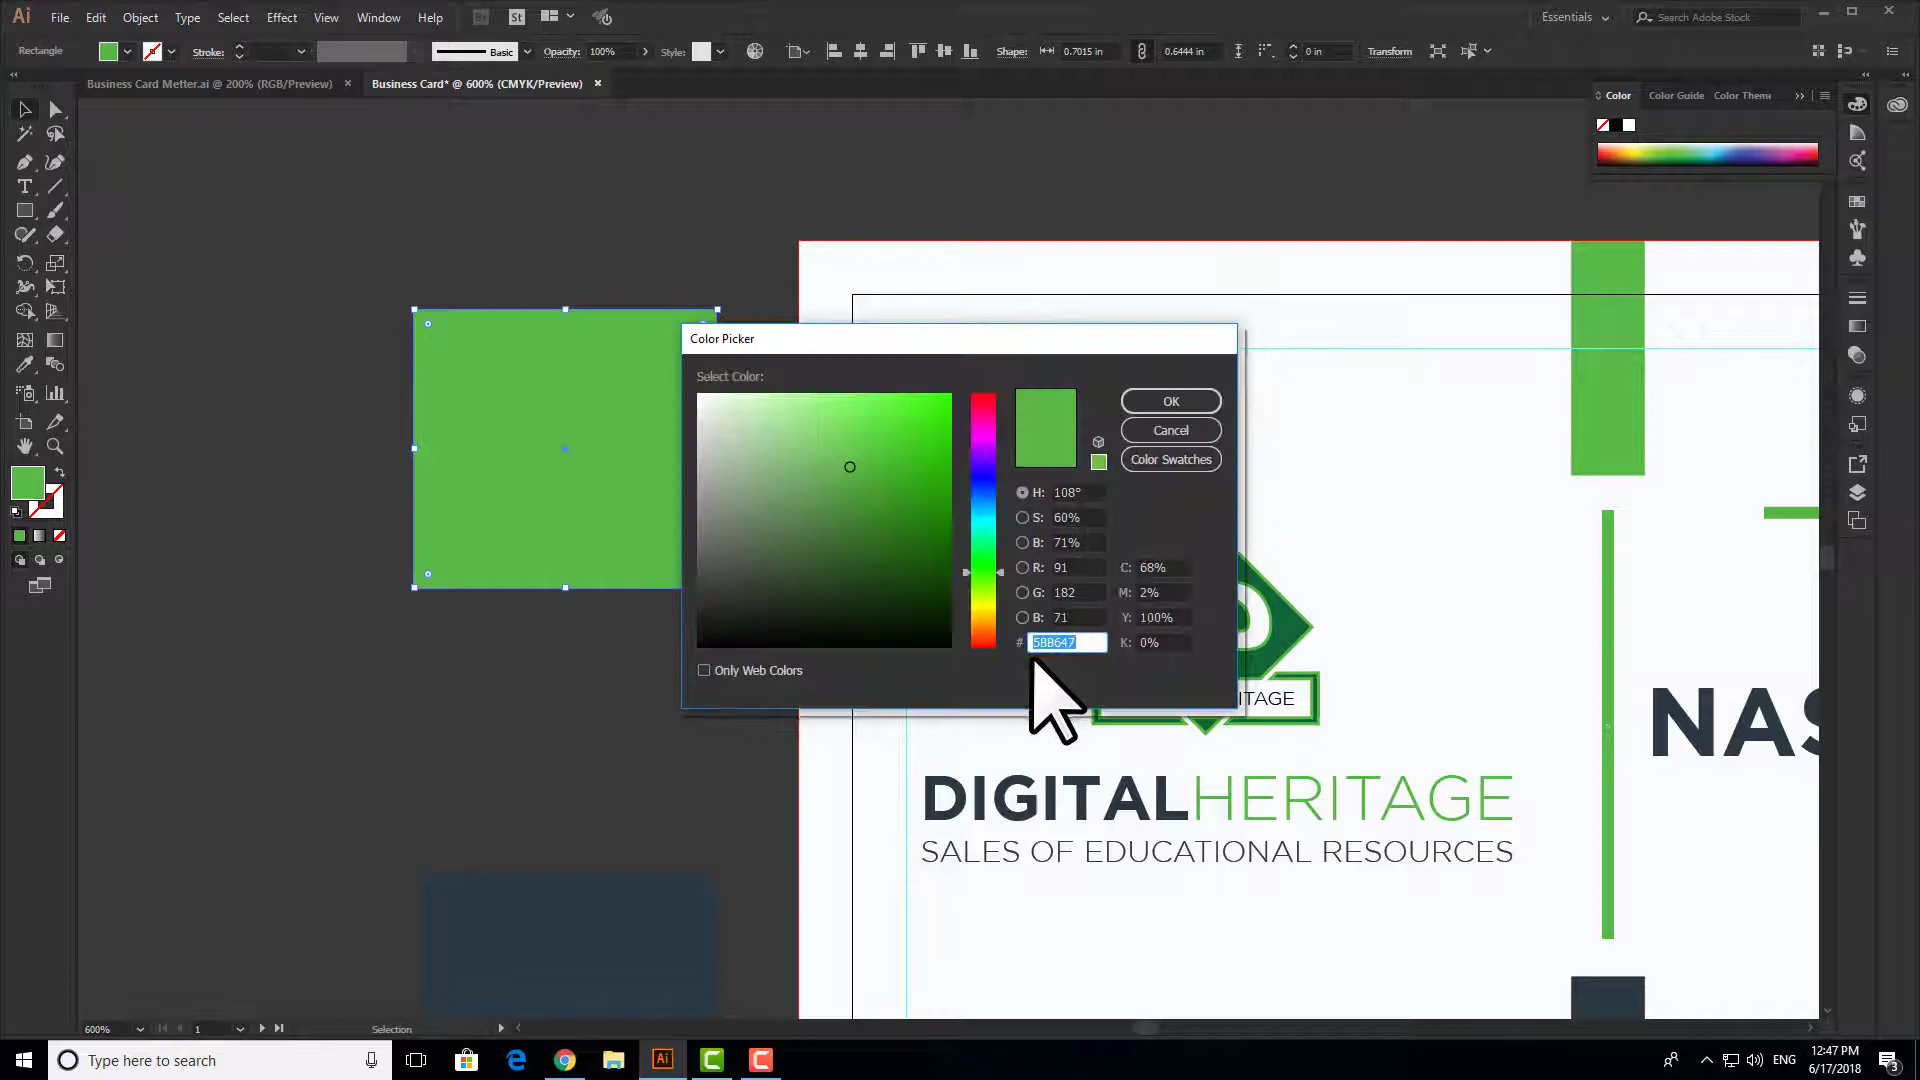 Ai File Edit Object Type Select Effect View Window Help Br St Essentials Search Adobe Stock
Rectangle Stroke: Basic Opacity: 100% Style: Shape: 0.7015 in 0.6444 in 0 in Transform
Business Card Metter.ai @ 200% (RGB/Preview) Business Card* @ 600% (CMYK/Preview)
Color Color Guide Color Theme
Color Picker
Select Color:
OK
Cancel
Color Swatches
H: 108°
S: 60%
B: 71%
R: 91 C: 68%
G: 182 M: 2%
B: 71 Y: 100%
# 5BB647 K: 0%
Only Web Colors
ITAGE
NAS
DIGITALHERITAGE
SALES OF EDUCATIONAL RESOURCES
600% 1 Selection
Type here to search
Ai
ENG
12:47 PM
6/17/2018
3